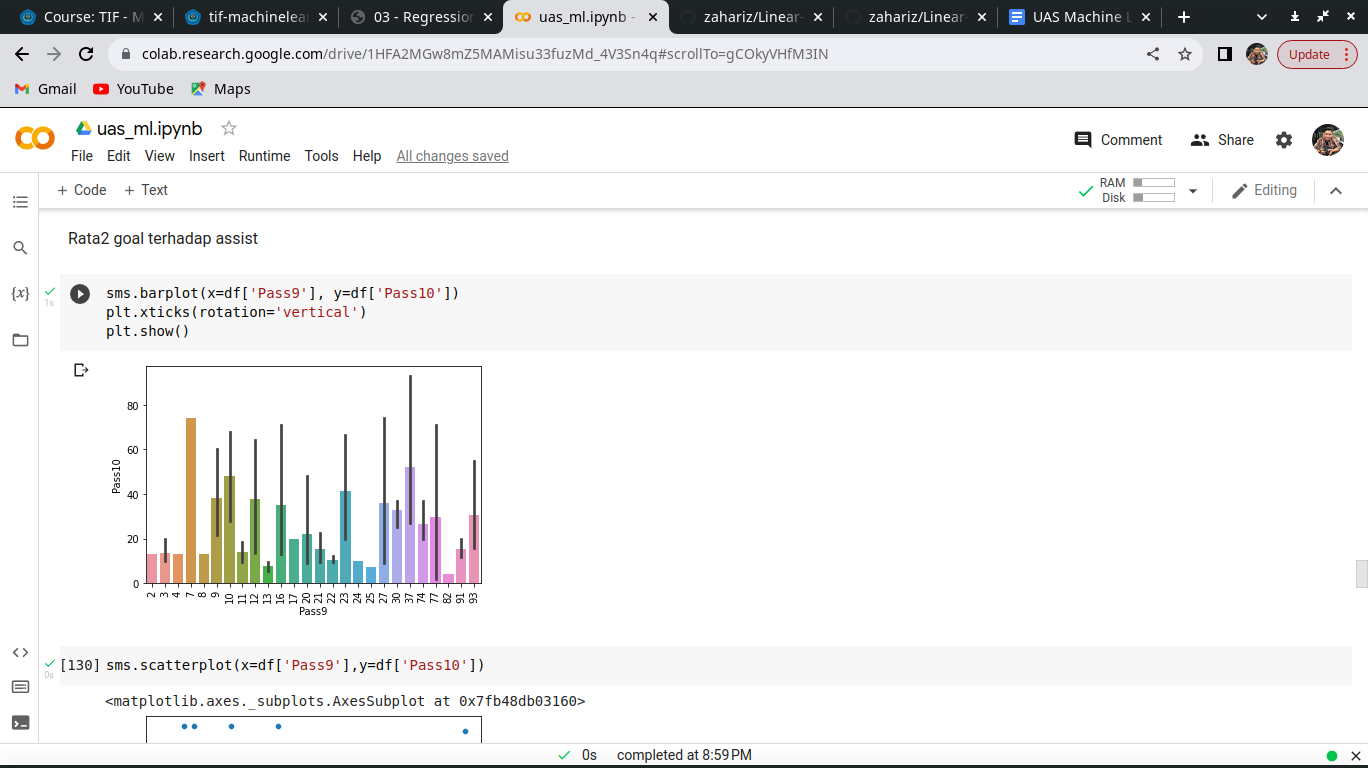 Course: TIF - M
tif-machinelear
03 - Regression
uas_ml.ipynb -
zahariz/Linear-
zahariz/Linear-
UAS Machine L
colab.research.google.com/drive/1HFA2MGw8mZ5MAMisu33fuzMd_4V3Sn4q#scrollTo=gCOkyVHfM3IN
Update
Gmail
YouTube
Maps
uas_ml.ipynb
Comment
Share
File Edit View Insert Runtime Tools Help All changes saved
+ Code + Text
RAM
Disk
Editing
Rata2 goal terhadap assist
{x}
1s
sms.barplot(x=df['Pass9'], y=df['Pass10'])
plt.xticks(rotation='vertical')
plt.show()
80
60
40
20
0
Pass10
2 3 4 7 8 9 10 11 12 13 16 17 20 21 22 23 24 25 27 30 37 74 77 82 91 93
Pass9
0s
[130] sms.scatterplot(x=df['Pass9'],y=df['Pass10'])
<matplotlib.axes._subplots.AxesSubplot at 0x7fb48db03160>
0s completed at 8:59 PM